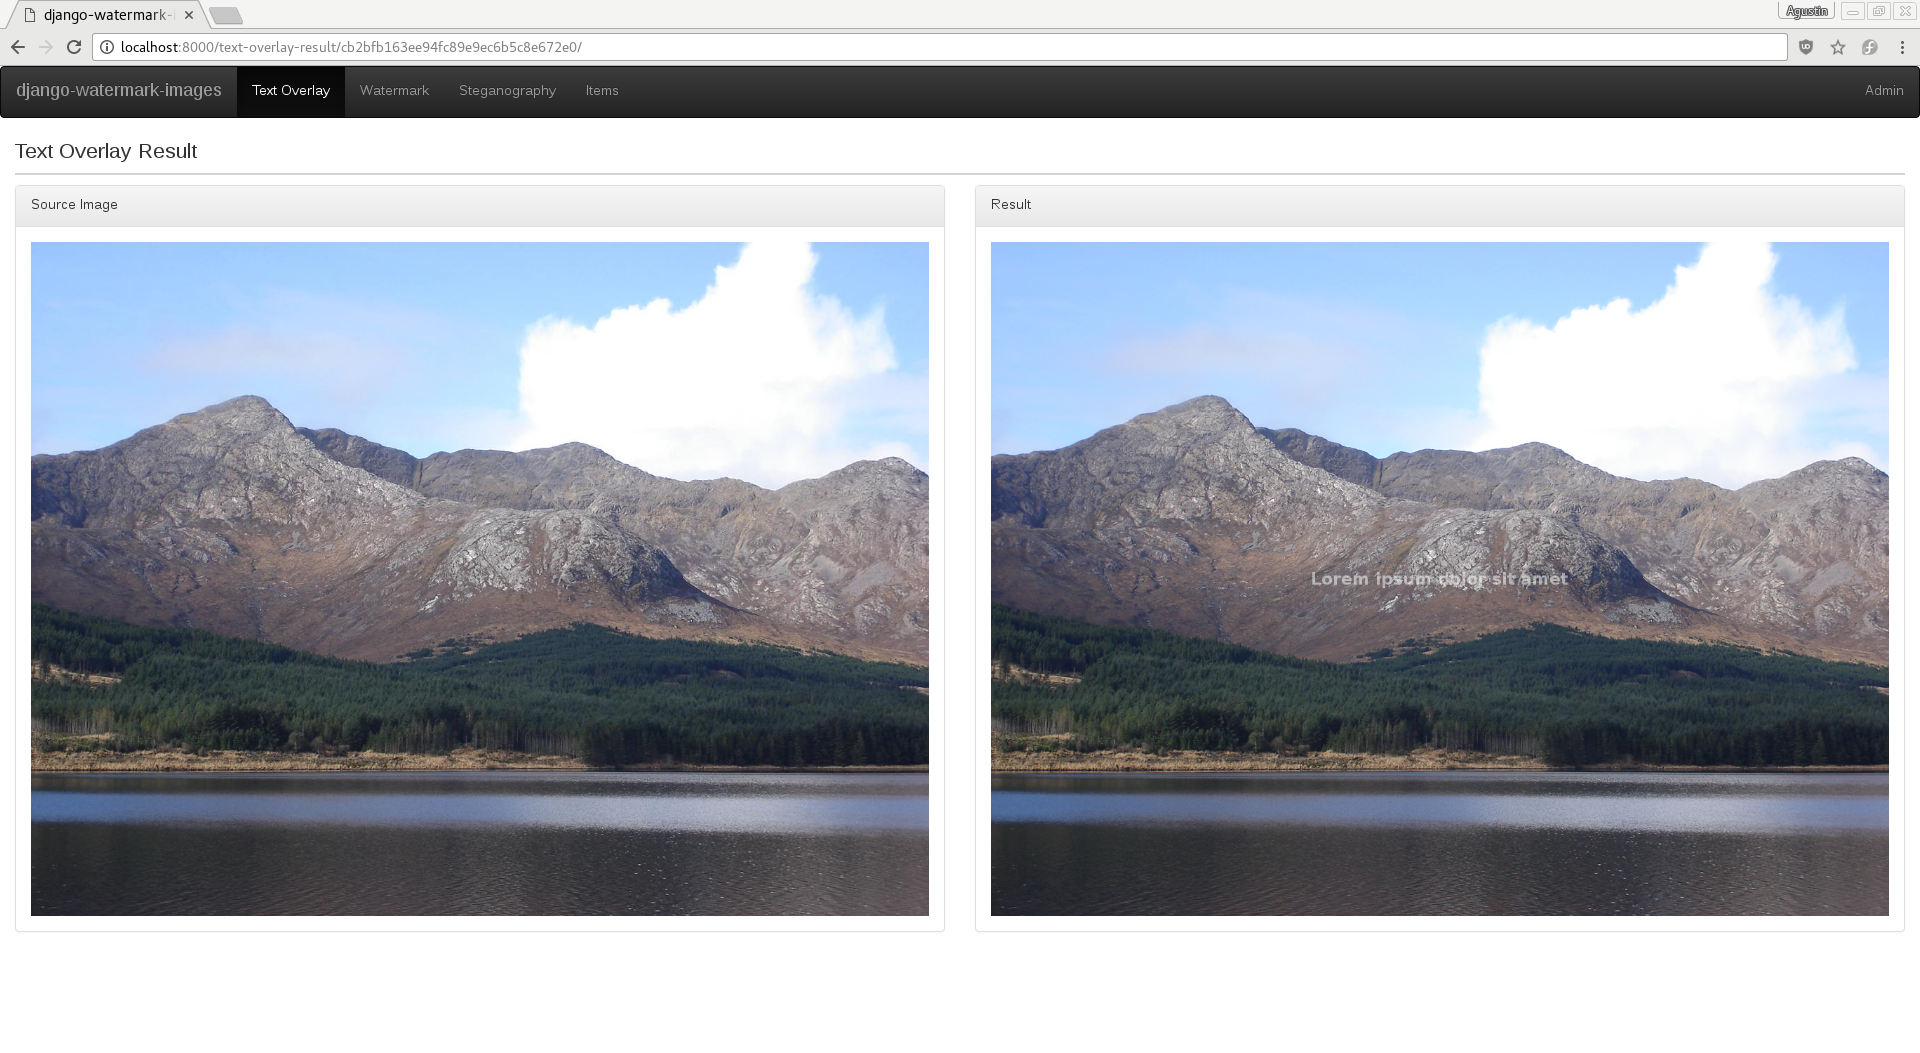 django-watermark-i
Agustin
localhost:8000/text-overlay-result/cb2bfb163ee94fc89e9ec6b5c8e672e0/
django-watermark-images Text Overlay Watermark Steganography Items Admin
Text Overlay Result
Source Image
Result
Lorem ipsum dolor sit amet